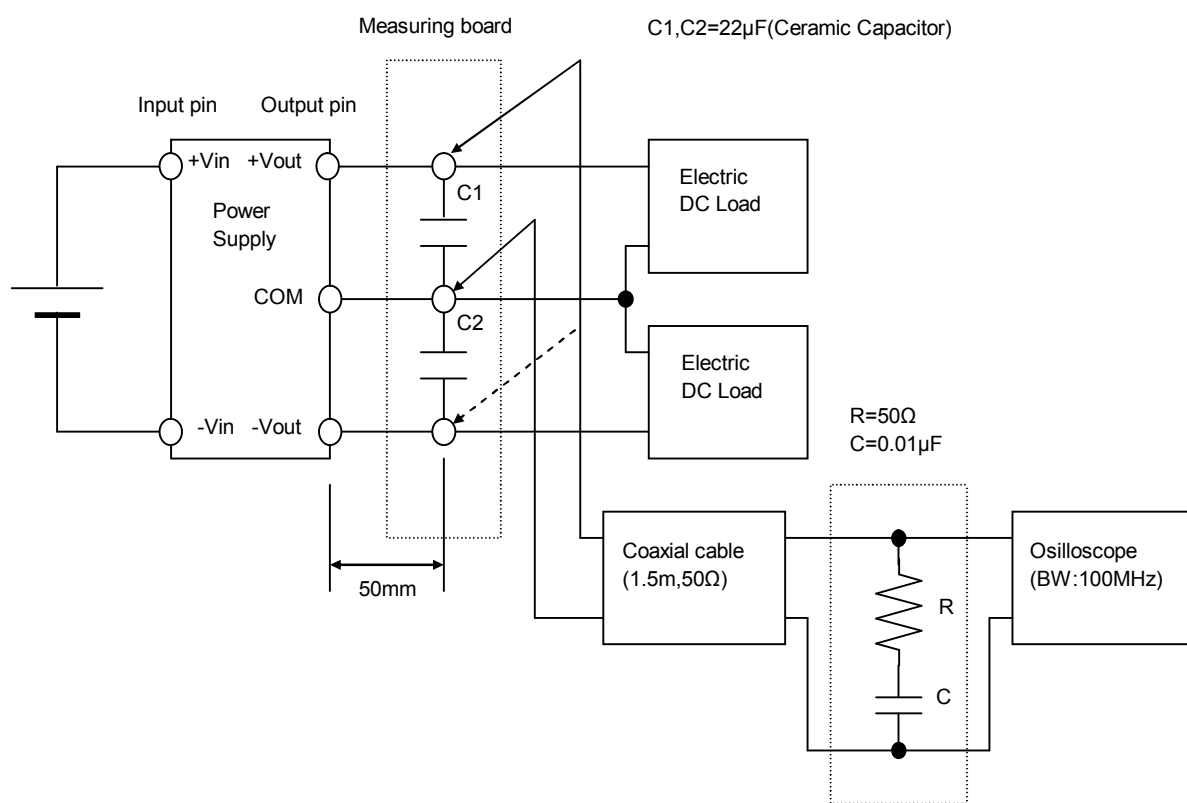 Measuring board
C1,C2=22µF(Ceramic Capacitor)
Input pin
Output pin
+Vin
+Vout
C1
Electric
DC Load
Power
Supply
COM
C2
Electric
DC Load
-Vin
-Vout
R=50Ω
C=0.01µF
50mm
Coaxial cable
(1.5m,50Ω)
R
C
Osilloscope
(BW:100MHz)